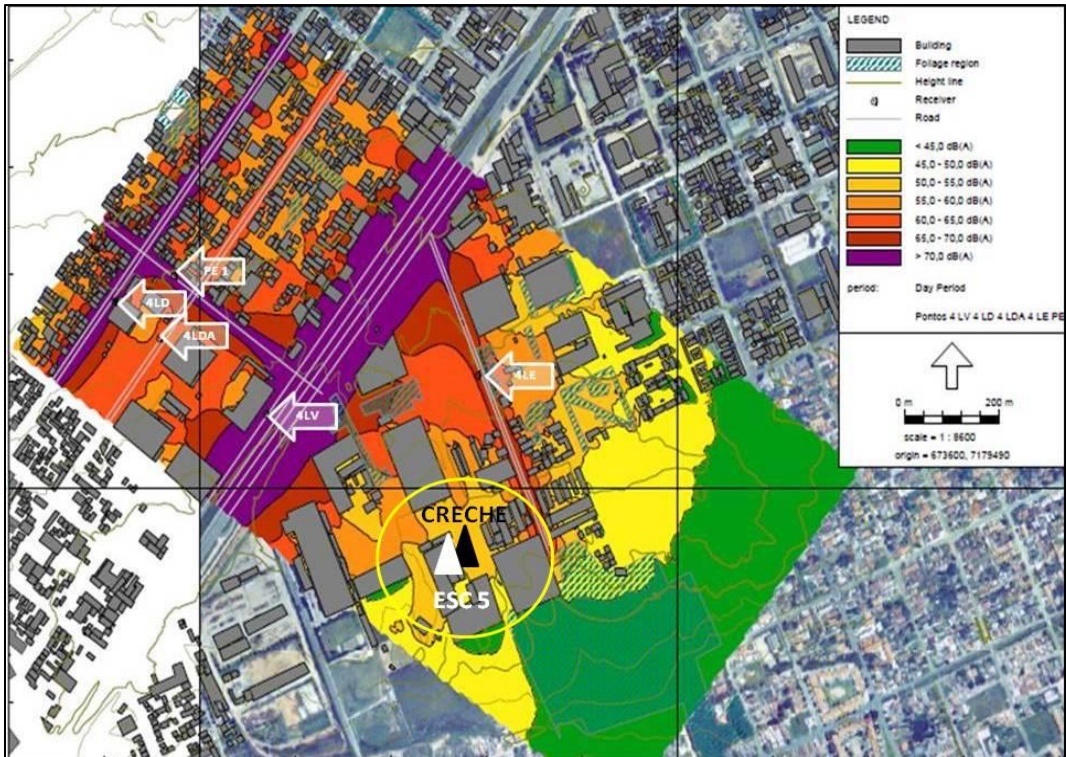 LEGEND
Building
Foliage region
Height line
Receiver
Road
< 45,0 dB(A)
45,0 - 50,0 dB(A)
50,0 - 55,0 dB(A)
55,0 - 60,0 dB(A)
60,0 - 65,0 dB(A)
65,0 - 70,0 dB(A)
> 70,0 dB(A)
period: Day Period
Pontos 4 LV 4 LD 4 LDA 4 LE PE
0 m 200 m
scale = 1 : 8600
origin = 673600, 7179490
PE 1
4LD
4LDA
4LE
4LV
CRECHE
ESC 5